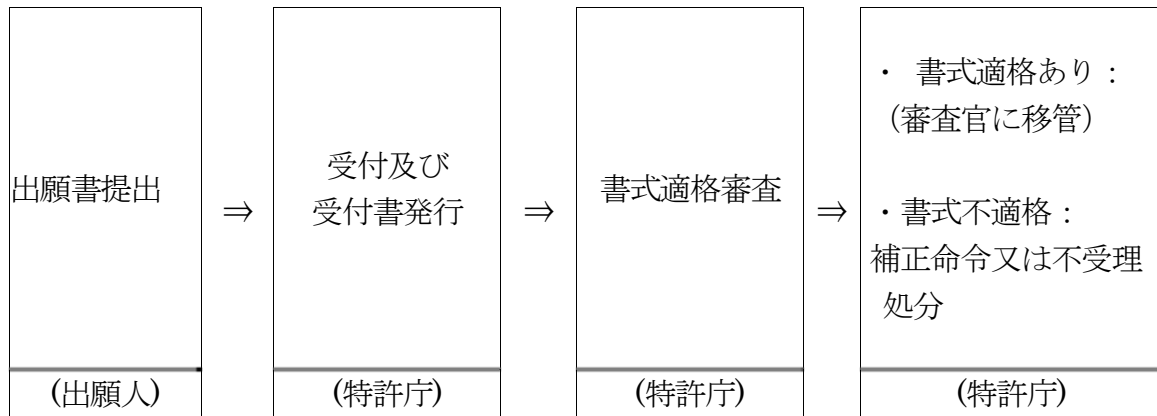 出願書提出
(出願人)
⇒
受付及び
受付書発行
(特許庁)
⇒
書式適格審査
(特許庁)
⇒
・ 書式適格あり:
(審査官に移管)
・書式不適格:
補正命令又は不受理
処分
(特許庁)